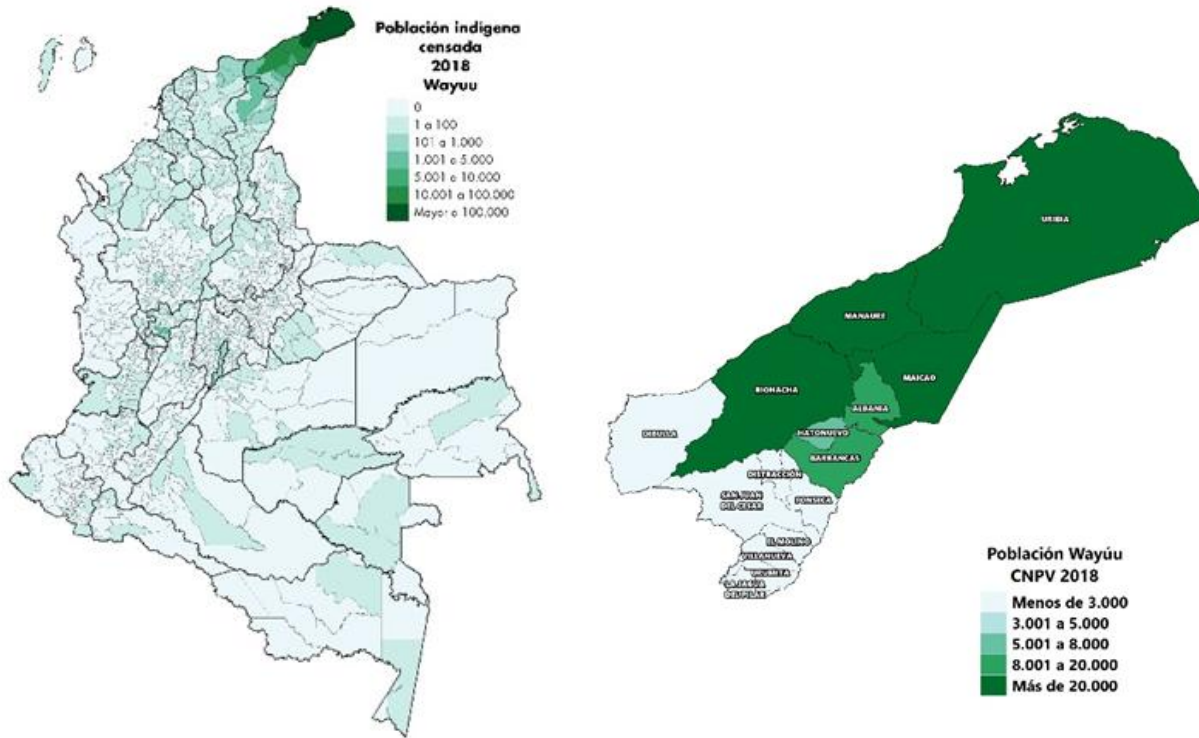 Población indígena
censada
2018
Wayuu
0
1 a 100
101 a 1.000
1.001 a 5.000
5.001 a 10.000
10.001 a 100.000
Mayor a 100.000
URIBIA
MANAURE
MAICAO
RIOHACHA
ALBANIA
DIBULLA
HATONUEVO
BARRANCAS
DISTRACCIÓN
SAN JUAN
DEL CESAR
FONSECA
EL MOLINO
VILLANUEVA
URUMITA
LA JAGUA
DEL PILAR
Población Wayúu
CNPV 2018
Menos de 3.000
3.001 a 5.000
5.001 a 8.000
8.001 a 20.000
Más de 20.000